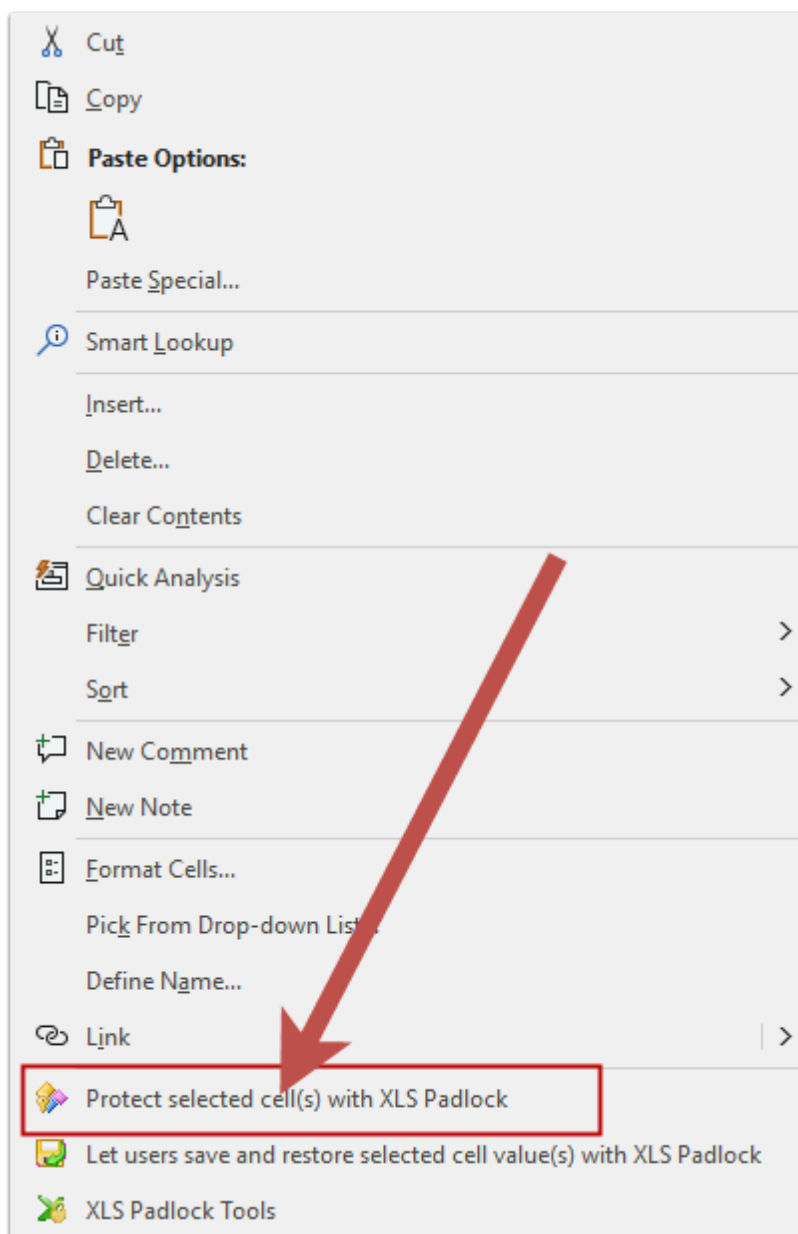 Cut
Copy
Paste Options:
A
Paste Special...
Smart Lookup
Insert...
Delete...
Clear Contents
Quick Analysis
Filter
Sort
New Comment
New Note
Format Cells...
Pick From Drop-down List...
Define Name...
Link
Protect selected cell(s) with XLS Padlock
Let users save and restore selected cell value(s) with XLS Padlock
XLS Padlock Tools